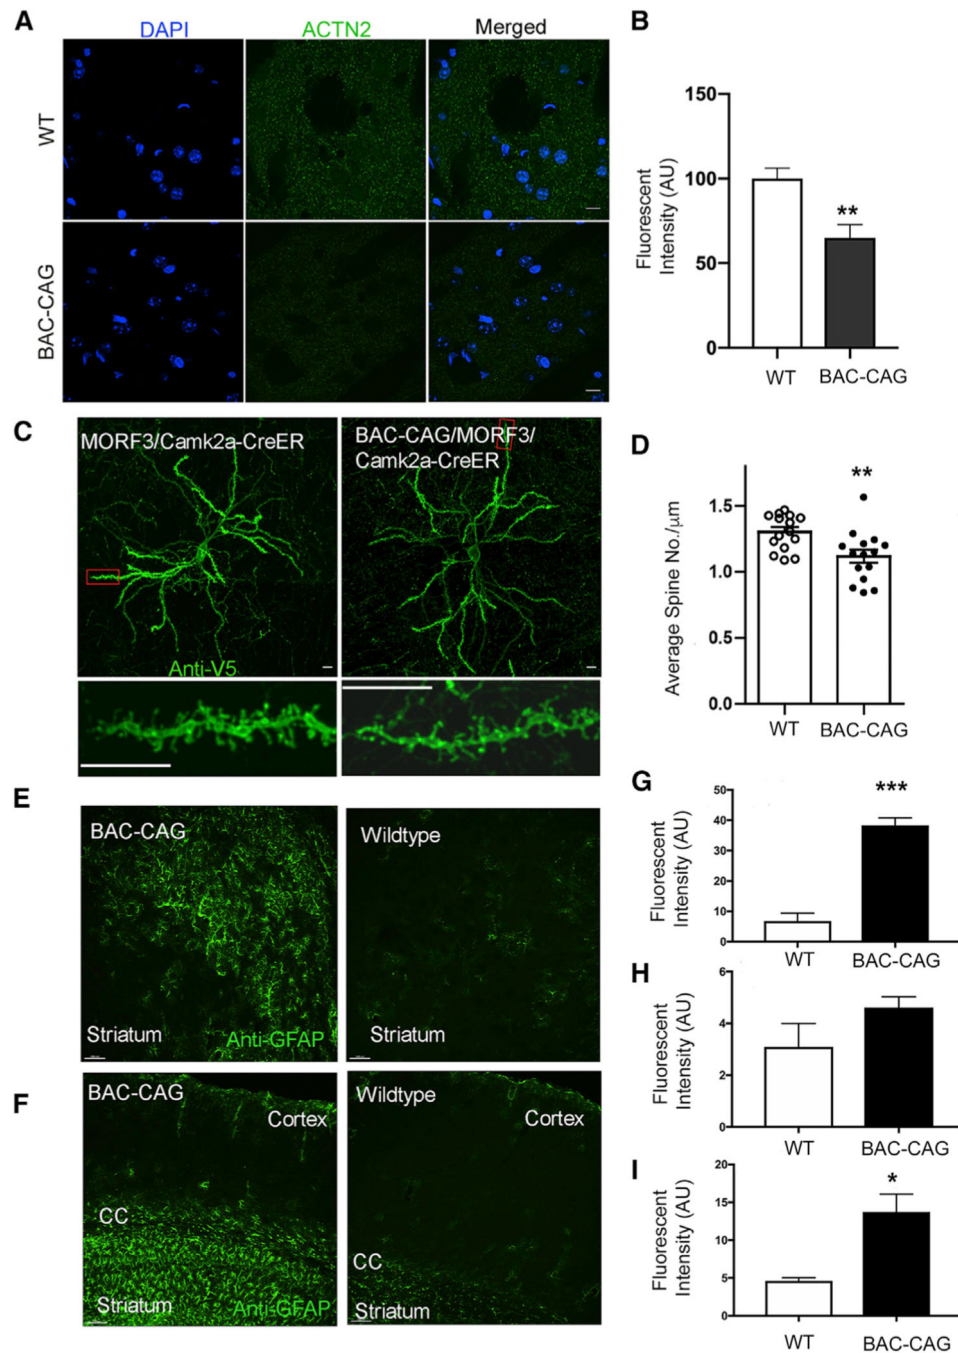 A
DAPI
ACTN2
Merged
WT
BAC-CAG
B
Fluorescent
Intensity (AU)
150
100
50
0
**
WT
BAC-CAG
C
MORF3/Camk2a-CreER
Anti-V5
BAC-CAG/MORF3/
Camk2a-CreER
D
Average Spine No./μm
1.5
1.0
0.5
0.0
**
WT
BAC-CAG
E
BAC-CAG
Striatum
Anti-GFAP
Wildtype
Striatum
F
BAC-CAG
Cortex
CC
Striatum
Anti-GFAP
Wildtype
Cortex
CC
Striatum
G
Fluorescent
Intensity (AU)
50
40
30
20
10
0
***
WT
BAC-CAG
H
Fluorescent
Intensity (AU)
6
4
2
0
WT
BAC-CAG
I
Fluorescent
Intensity (AU)
20
15
10
5
0
*
WT
BAC-CAG